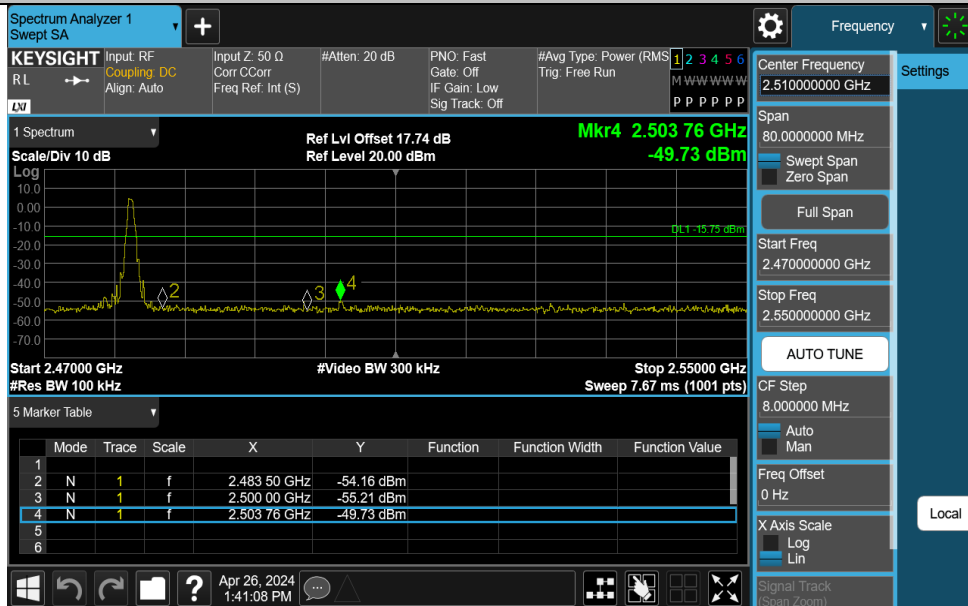 Spectrum Analyzer 1
Swept SA
+
Frequency
KEYSIGHT
RL
LXI
Input: RF
Coupling: DC
Align: Auto
Input Z: 50 Ω
Corr CCorr
Freq Ref: Int (S)
#Atten: 20 dB
PNO: Fast
Gate: Off
IF Gain: Low
Sig Track: Off
#Avg Type: Power (RMS
Trig: Free Run
1 2 3 4 5 6
M W W W W W
P P P P P P
1 Spectrum
Scale/Div 10 dB
Ref Lvl Offset 17.74 dB
Ref Level 20.00 dBm
Mkr4 2.503 76 GHz
-49.73 dBm
Log
10.0
0.00
-10.0
-20.0
-30.0
-40.0
-50.0
-60.0
-70.0
DL1 -15.75 dBm
2
3
4
Start 2.47000 GHz
#Video BW 300 kHz
Stop 2.55000 GHz
#Res BW 100 kHz
Sweep 7.67 ms (1001 pts)
5 Marker Table
Mode Trace Scale X Y Function Function Width Function Value
1
2 N 1 f 2.483 50 GHz -54.16 dBm
3 N 1 f 2.500 00 GHz -55.21 dBm
4 N 1 f 2.503 76 GHz -49.73 dBm
5
6
?
Apr 26, 2024
1:41:08 PM
Center Frequency
2.510000000 GHz
Settings
Span
80.0000000 MHz
Swept Span
Zero Span
Full Span
Start Freq
2.470000000 GHz
Stop Freq
2.550000000 GHz
AUTO TUNE
CF Step
8.000000 MHz
Auto
Man
Freq Offset
0 Hz
Local
X Axis Scale
Log
Lin
Signal Track
(Span Zoom)